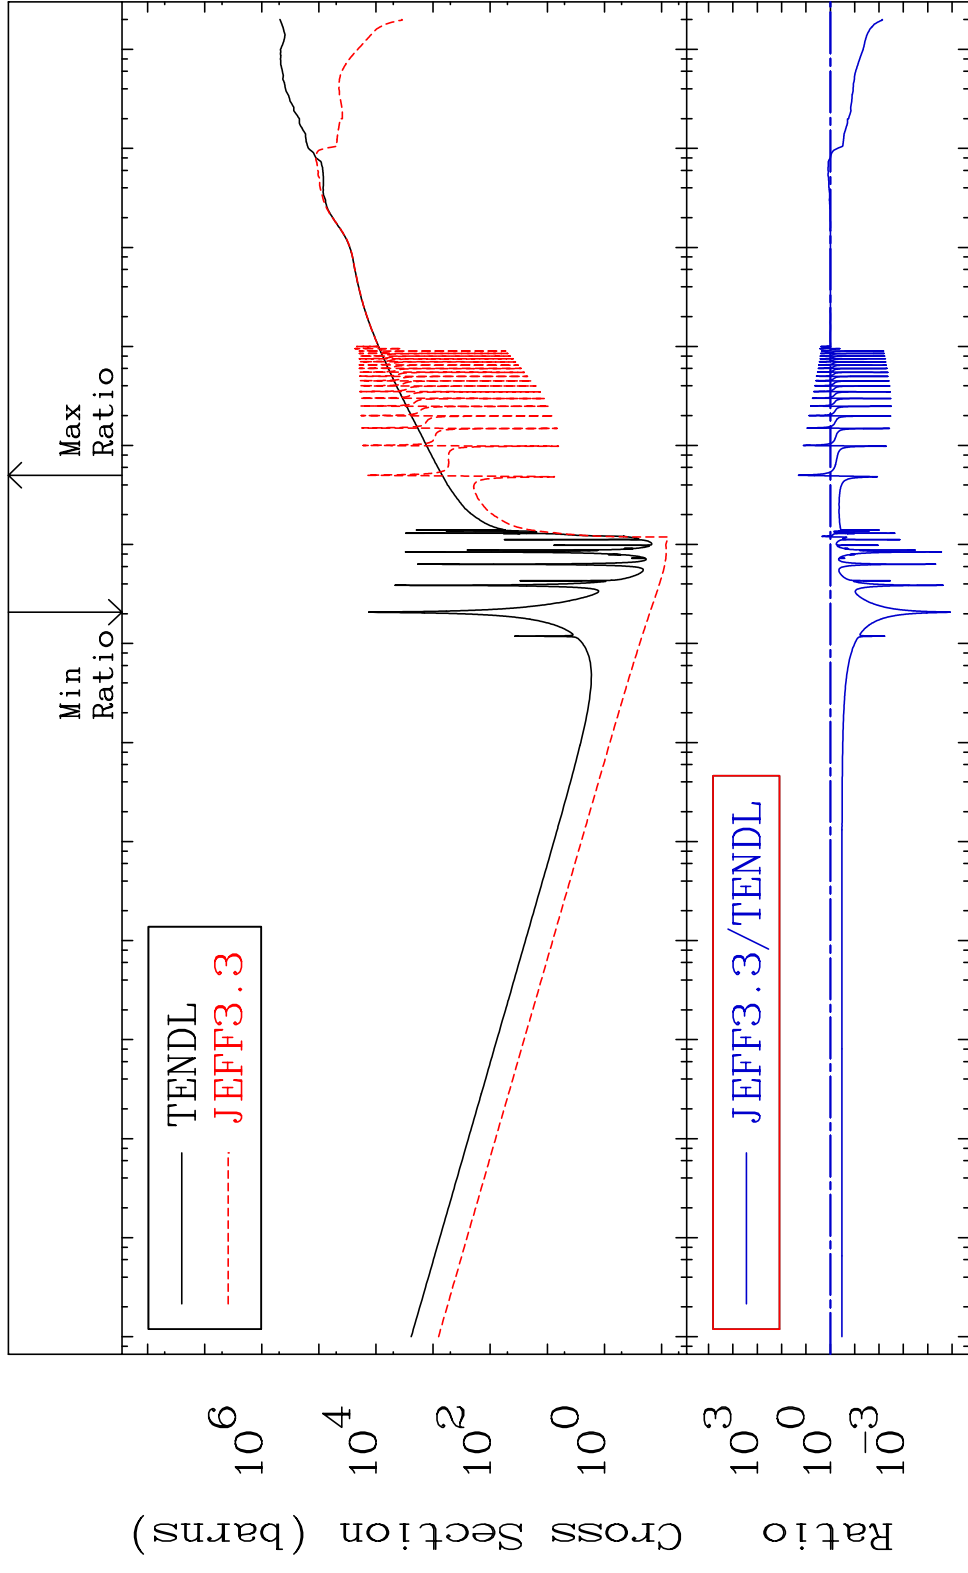 Min
Ratio
Max
Ratio
TENDL
JEFF3.3
JEFF3.3/TENDL
Cross Section (barns)
10^6
10^4
10^2
10^0
Ratio
10^3
10^0
10^-3